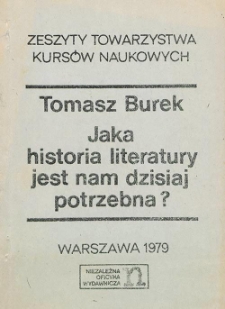 ZESZYTY TOWARZYSTWA
KURSÓW NAUKOWYCH
Tomasz Burek
Jaka
historia literatury
jest nam dzisiaj
potrzebna?
WARSZAWA 1979
NIEZALEŻNA
OFICYNA
WYDAWNICZA